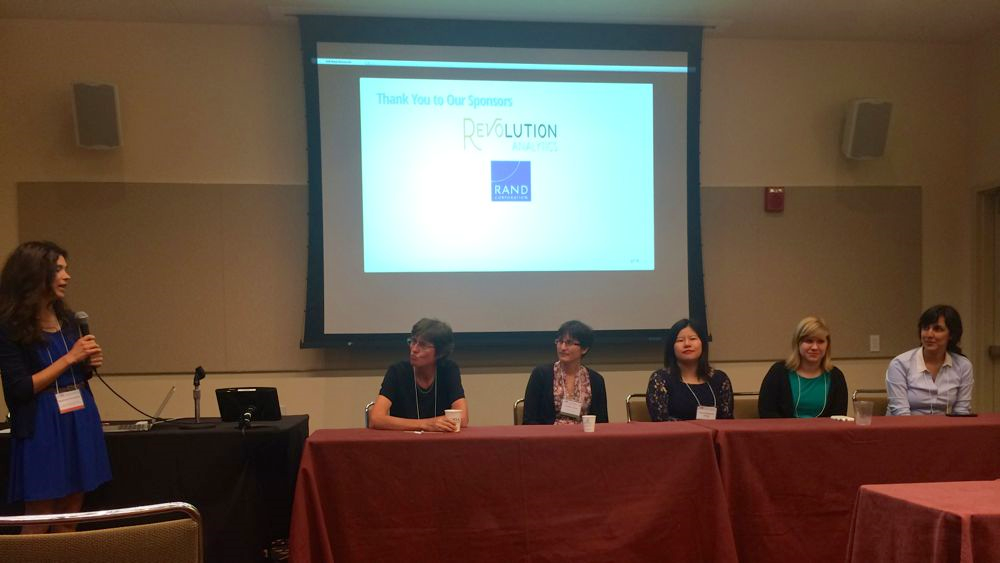 Thank You to Our Sponsors
REVOLUTION
ANALYTICS
RAND
CORPORATION